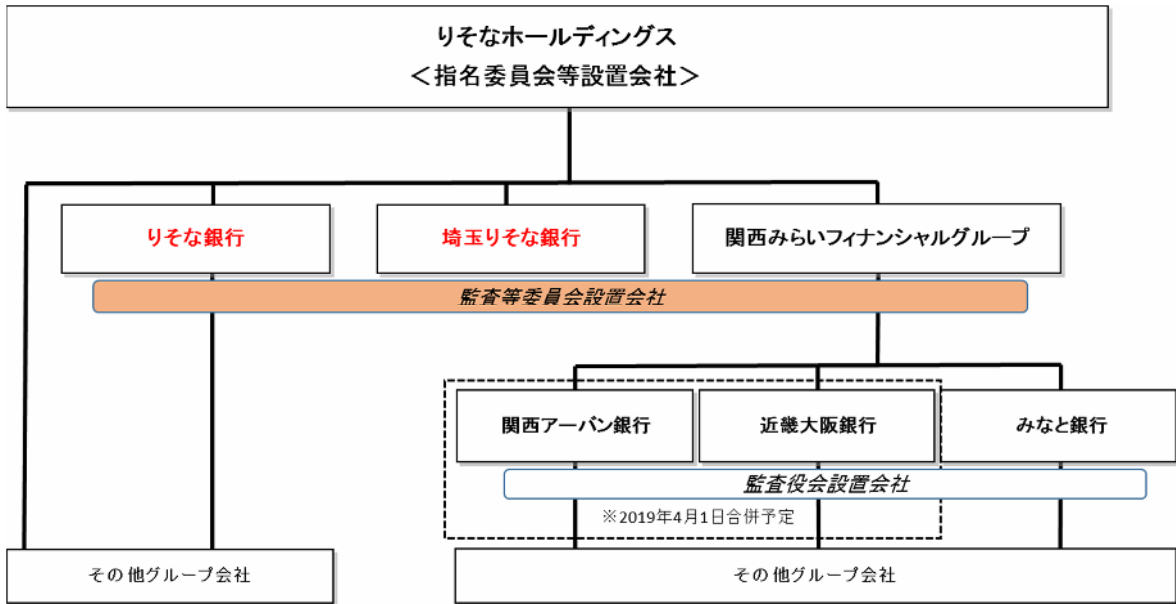 りそなホールディングス
＜指名委員会等設置会社＞
りそな銀行
埼玉りそな銀行
関西みらいフィナンシャルグループ
監査等委員会設置会社
関西アーバン銀行
近畿大阪銀行
みなと銀行
監査役会設置会社
※2019年4月1日合併予定
その他グループ会社
その他グループ会社